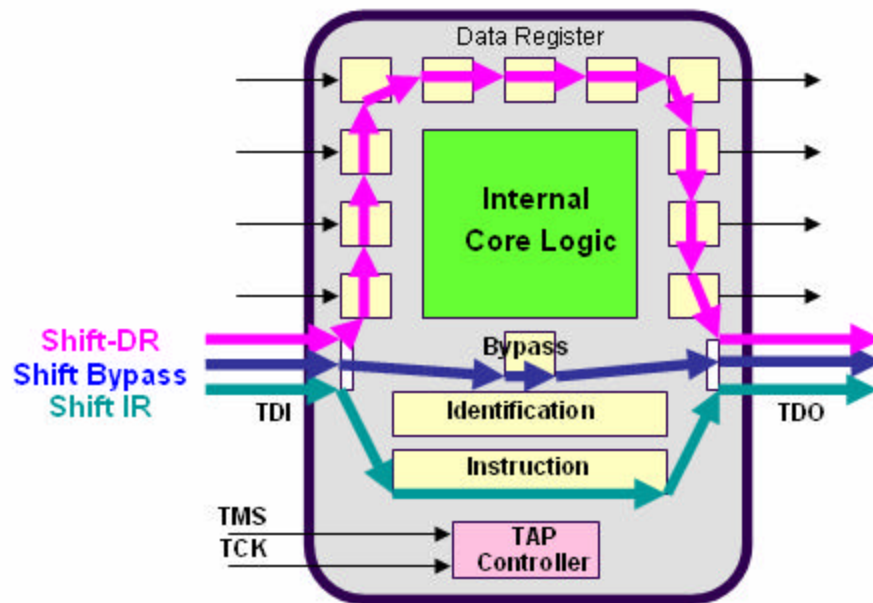 Data Register
Internal
Core Logic
Shift-DR
Shift Bypass
Shift IR
TDI
Bypass
TDO
Identification
Instruction
TMS
TCK
TAP
Controller